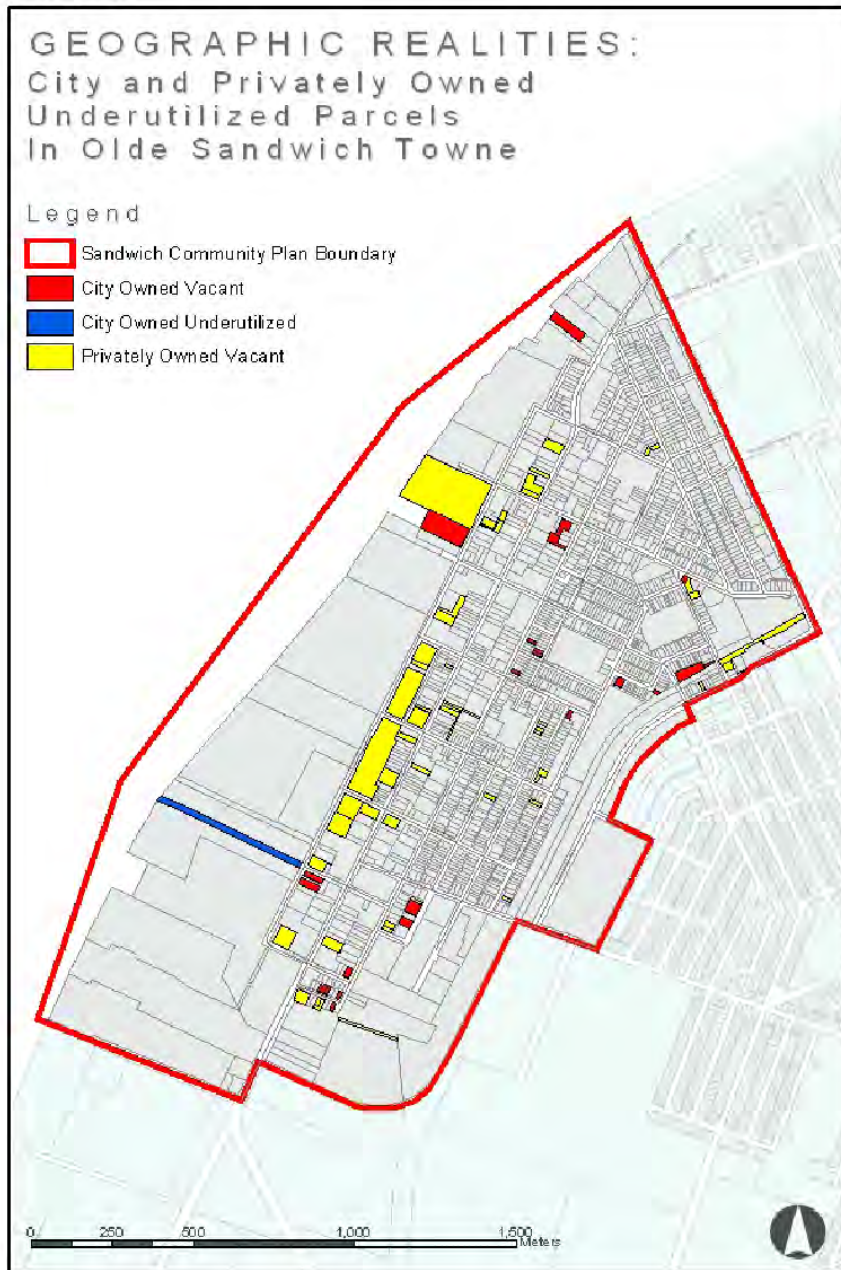 GEOGRAPHIC REALITIES:
City and Privately Owned
Underutilized Parcels
In Olde Sandwich Towne
Legend
Sandwich Community Plan Boundary
City Owned Vacant
City Owned Underutilized
Privately Owned Vacant
0 250 500 1,000 1,500
Meters